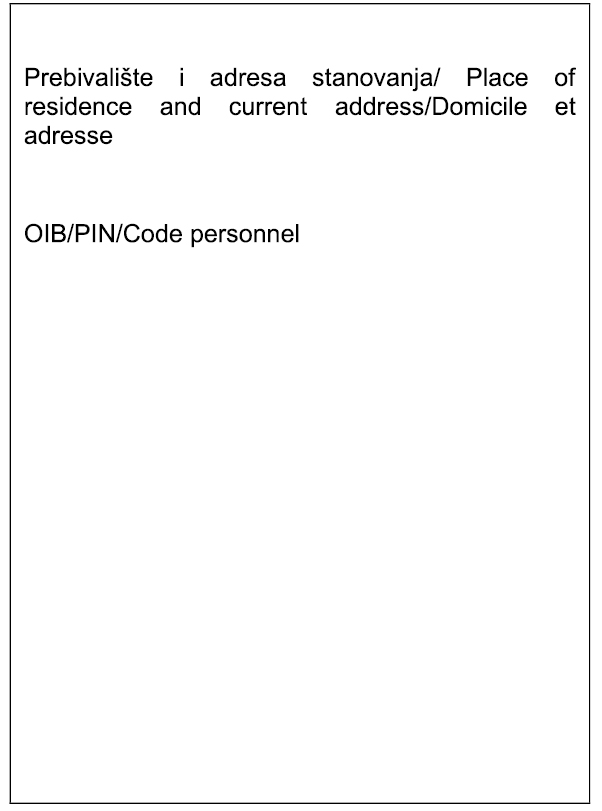 Prebivalište i adresa stanovanja/ Place of
residence and current address/Domicile et
adresse
OIB/PIN/Code personnel